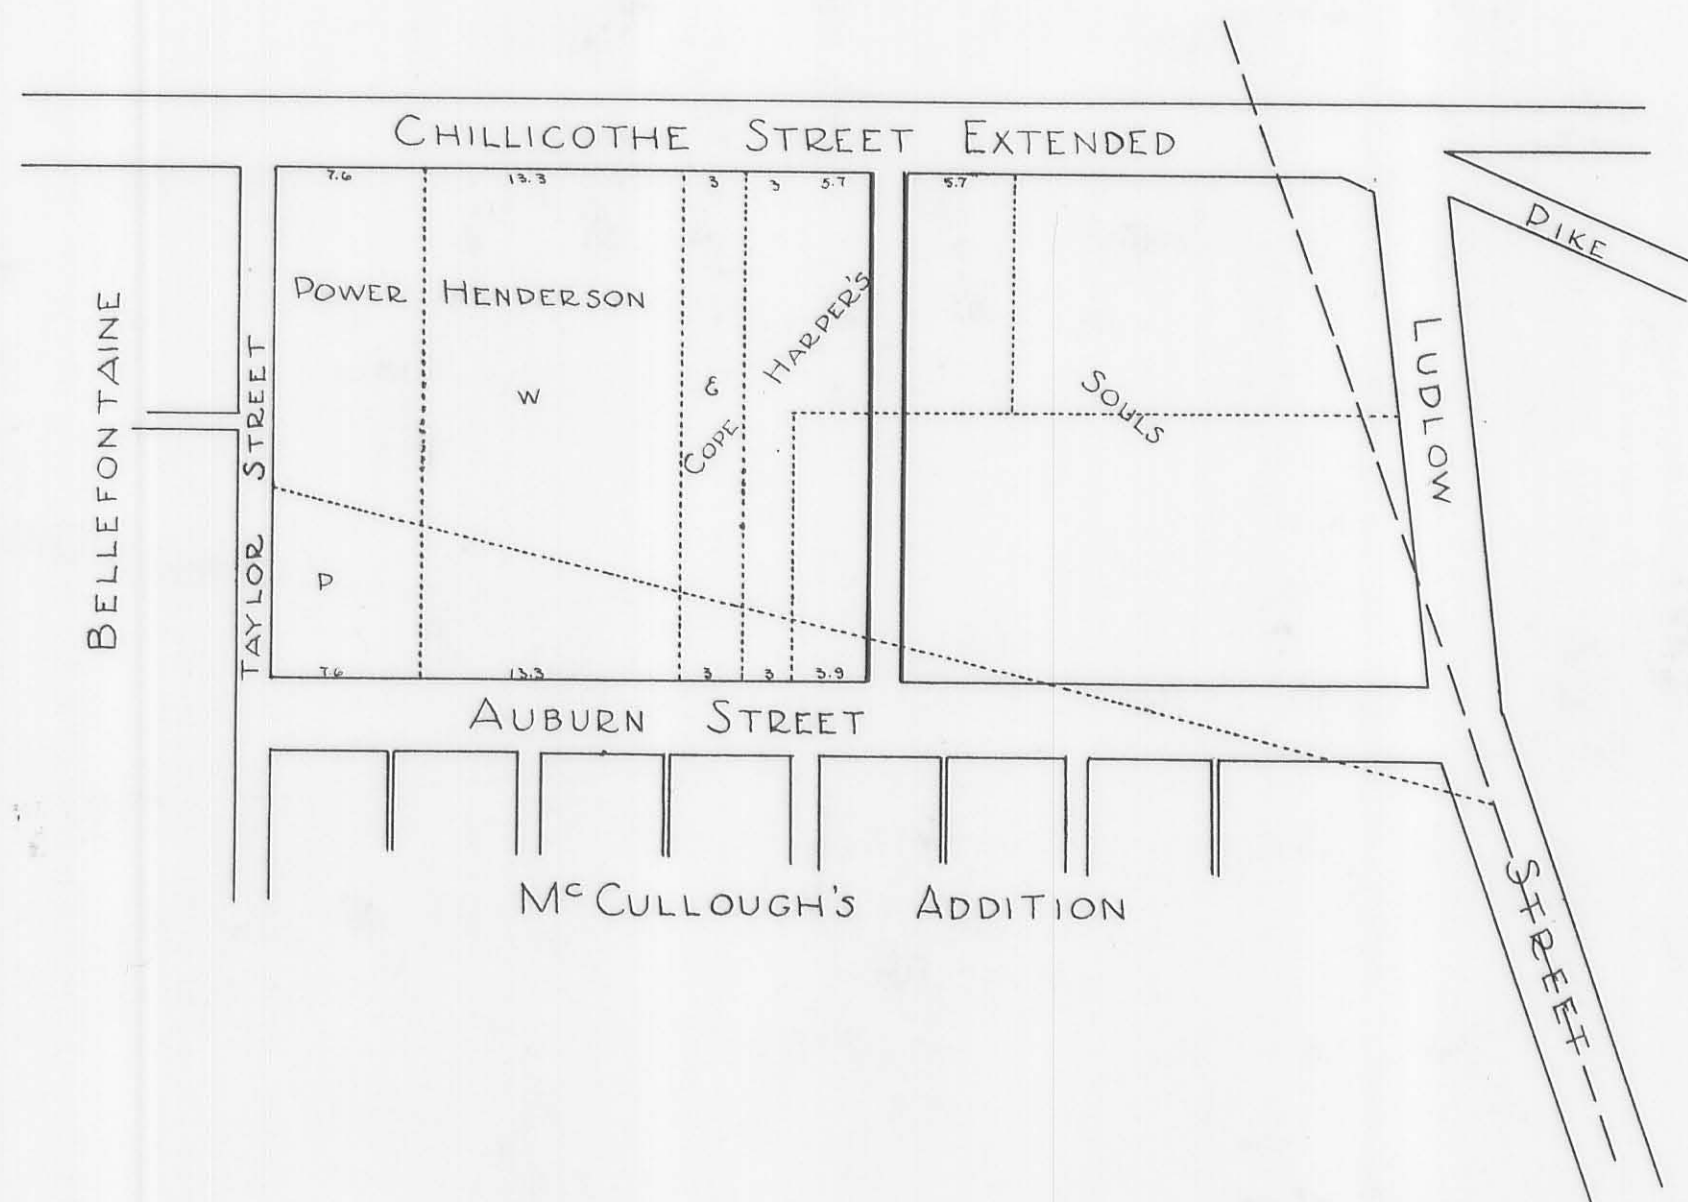 CHILLICOTHE STREET EXTENDED
7.6 13.3 3 3 5.7 5.7
PIKE
POWER HENDERSON HARPER'S
W & COPE SOULS
BELLEFONTAINE
TAYLOR STREET
LUDLOW STREET
P
7.6 13.3 3 3 3.9
AUBURN STREET
McCULLOUGH'S ADDITION